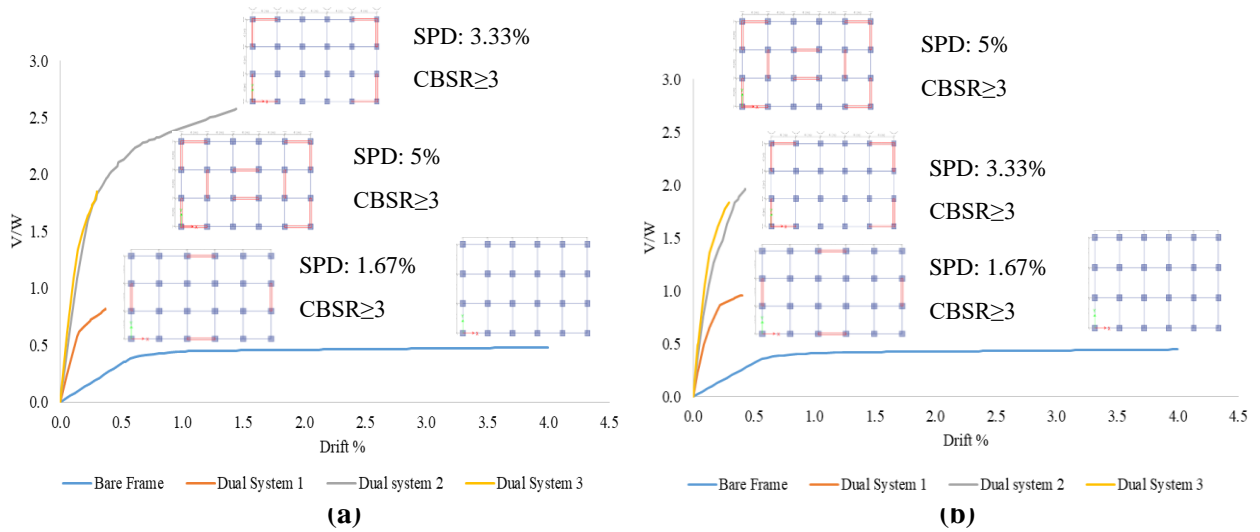 SPD: 3.33%
CBSR≥3
3.0
2.5
SPD: 5%
CBSR≥3
2.0
V/W
1.5
SPD: 1.67%
CBSR≥3
1.0
0.5
0.0
0.0 0.5 1.0 1.5 2.0 2.5 3.0 3.5 4.0 4.5
Drift %
Bare Frame Dual System 1 Dual system 2 Dual System 3
(a)
SPD: 5%
CBSR≥3
3.0
2.5
SPD: 3.33%
CBSR≥3
2.0
V/W
1.5
SPD: 1.67%
CBSR≥3
1.0
0.5
0.0
0.0 0.5 1.0 1.5 2.0 2.5 3.0 3.5 4.0 4.5
Drift %
Bare Frame Dual System 1 Dual system 2 Dual System 3
(b)